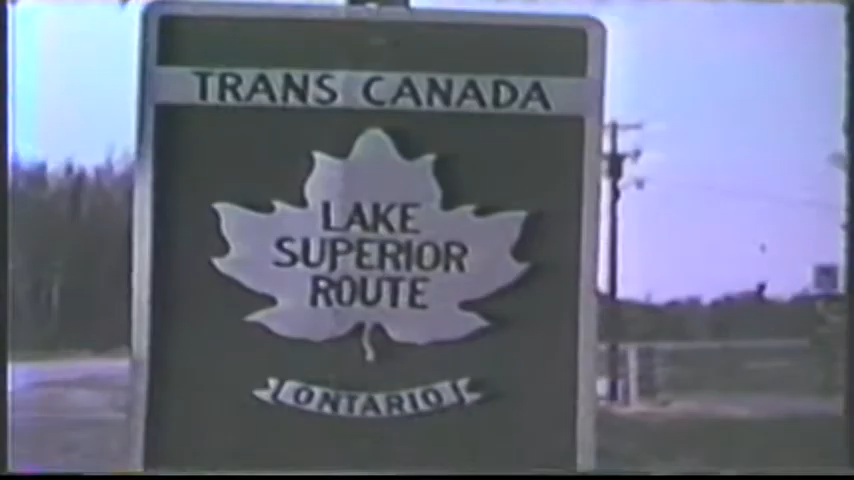 TRANS CANADA
LAKE
SUPERIOR
ROUTE
ONTARIO